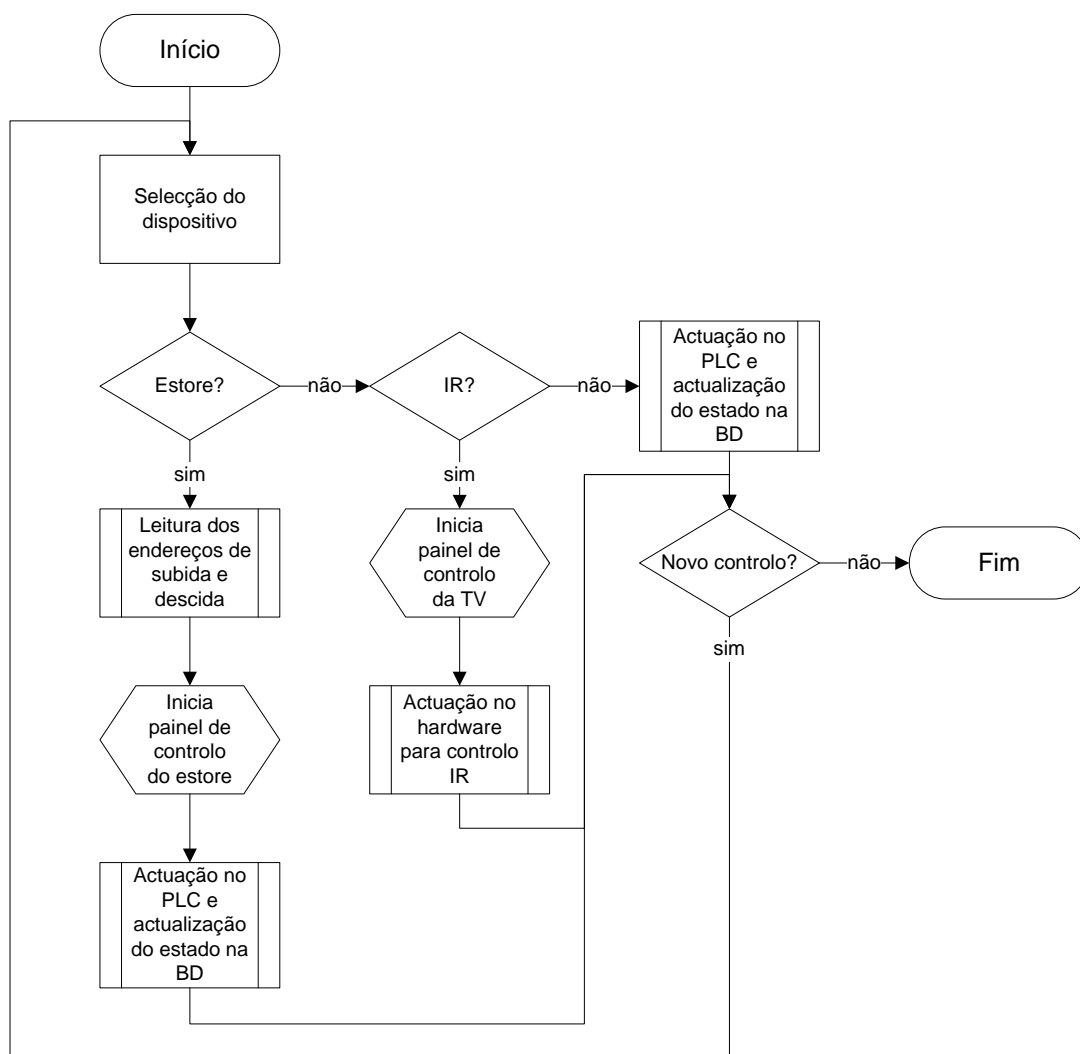 Início
Selecção do
dispositivo
Estore?
não
IR?
não
Actuação no
PLC e
actualização
do estado na
BD
sim
sim
Leitura dos
endereços de
subida e
descida
Inicia
painel de
controlo
da TV
Novo controlo?
não
Fim
sim
Inicia
painel de
controlo
do estore
Actuação no
hardware
para controlo
IR
Actuação no
PLC e
actualização
do estado na
BD